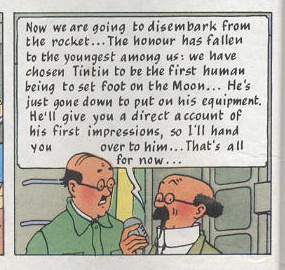 Now we are going to disembark from
the rocket... The honour has fallen
to the youngest among us: we have
chosen Tintin to be the first human
being to set foot on the Moon... He's
just gone down to put on his equipment.
He'll give you a direct account of
his first impressions, so I'll hand
you over to him... That's all
for now...